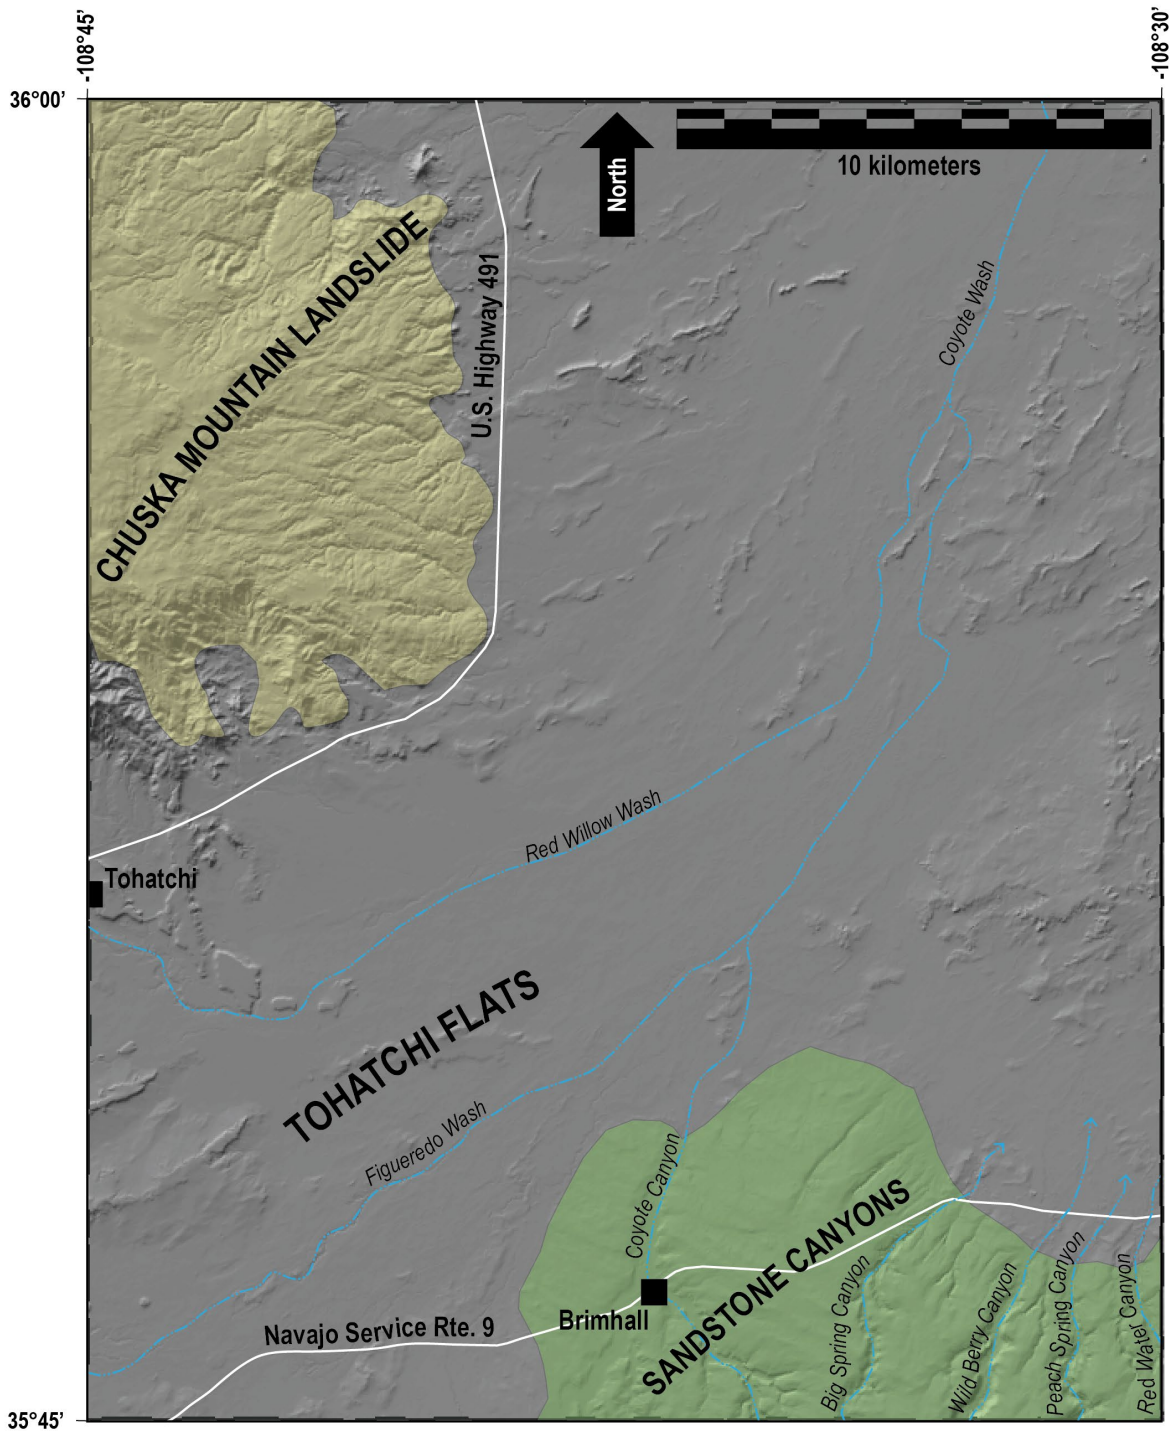 -108°45'
-108°30'
36°00'
North
10 kilometers
CHUSKA MOUNTAIN LANDSLIDE
U.S. Highway 491
Coyote Wash
Red Willow Wash
Tohatchi
TOHATCHI FLATS
Figueredo Wash
Coyote Canyon
SANDSTONE CANYONS
Navajo Service Rte. 9
Brimhall
Big Spring Canyon
Wild Berry Canyon
Peach Spring Canyon
Red Water Canyon
35°45'